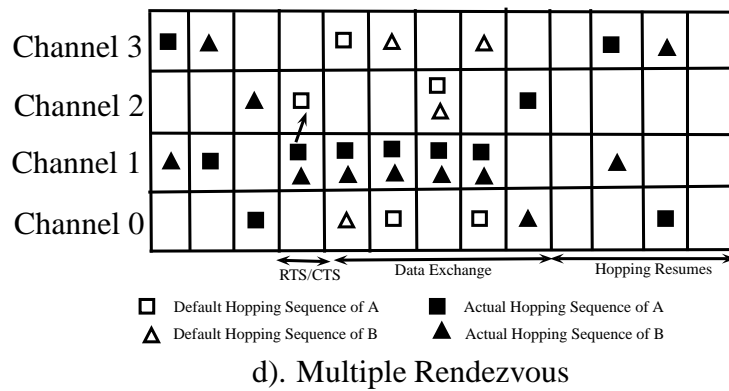 Channel 3
Channel 2
Channel 1
Channel 0
RTS/CTS Data Exchange Hopping Resumes
Default Hopping Sequence of A Actual Hopping Sequence of A
Default Hopping Sequence of B Actual Hopping Sequence of B
d). Multiple Rendezvous